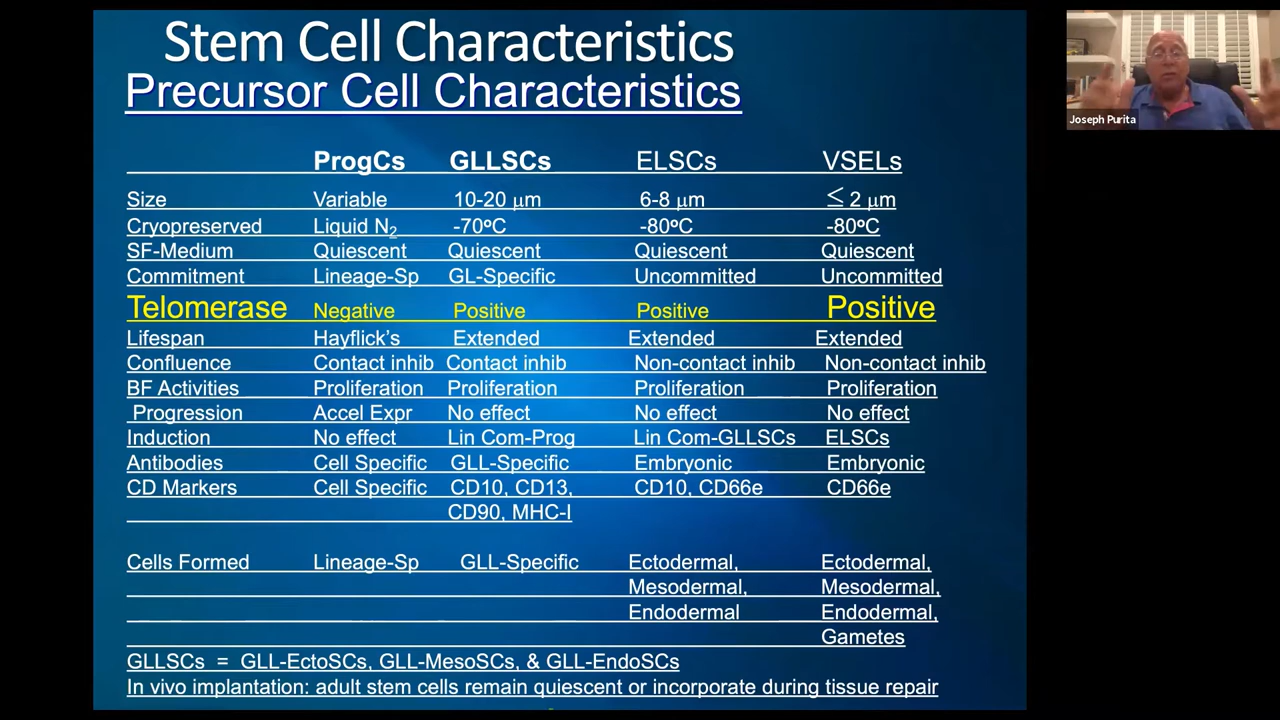 Stem Cell Characteristics
Precursor Cell Characteristics
Joseph Purita
ProgCs GLLSCs ELSCs VSELs
Size Variable 10-20 μm 6-8 μm ≤ 2 μm
Cryopreserved Liquid N₂ -70ºC -80ºC -80ºC
SF-Medium Quiescent Quiescent Quiescent Quiescent
Commitment Lineage-Sp GL-Specific Uncommitted Uncommitted
Telomerase Negative Positive Positive Positive
Lifespan Hayflick's Extended Extended Extended
Confluence Contact inhib Contact inhib Non-contact inhib Non-contact inhib
BF Activities Proliferation Proliferation Proliferation Proliferation
Progression Accel Expr No effect No effect No effect
Induction No effect Lin Com-Prog Lin Com-GLLSCs ELSCs
Antibodies Cell Specific GLL-Specific Embryonic Embryonic
CD Markers Cell Specific CD10, CD13, CD10, CD66e CD66e
CD90, MHC-I
Cells Formed Lineage-Sp GLL-Specific Ectodermal, Ectodermal,
Mesodermal, Mesodermal,
Endodermal Endodermal,
Gametes
GLLSCs = GLL-EctoSCs, GLL-MesoSCs, & GLL-EndoSCs
In vivo implantation: adult stem cells remain quiescent or incorporate during tissue repair